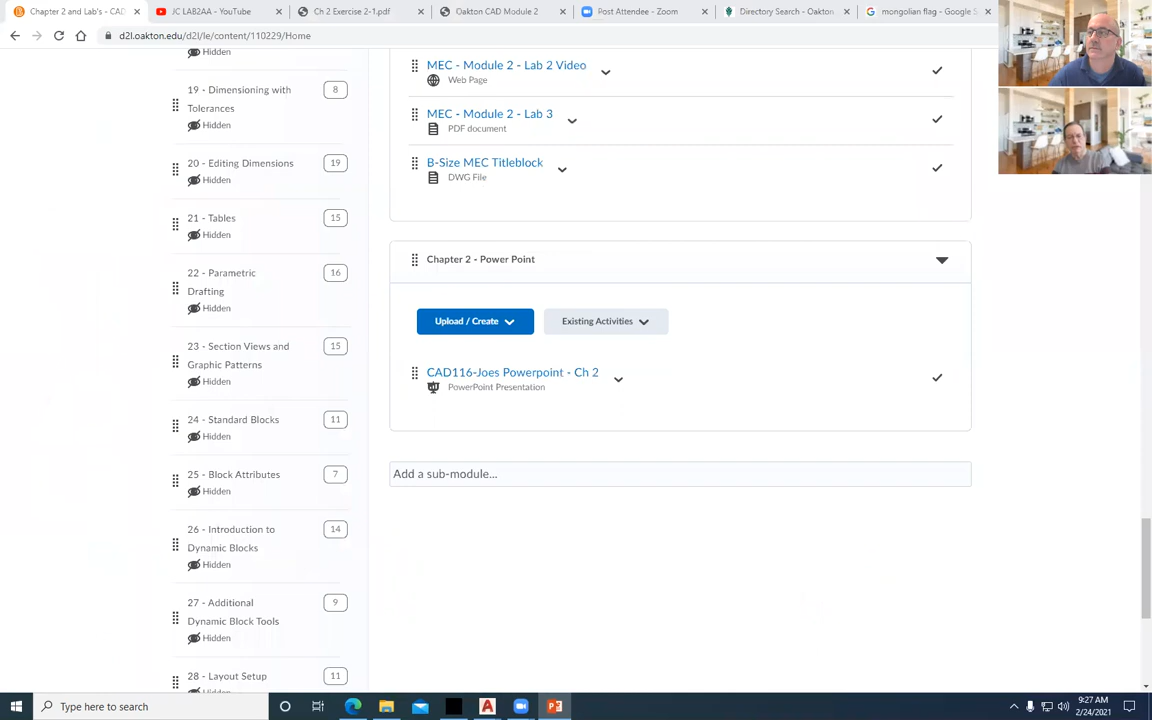 Chapter 2 and Lab's - CAD
JC LAB2AA - YouTube
Ch 2 Exercise 2-1.pdf
Oakton CAD Module 2
Post Attendee - Zoom
Directory Search - Oakton
mongolian flag - Google S
d2l.oakton.edu/d2l/le/content/110229/Home
Hidden
19 - Dimensioning with
Tolerances
8
Hidden
20 - Editing Dimensions
19
Hidden
21 - Tables
15
Hidden
22 - Parametric
Drafting
16
Hidden
23 - Section Views and
Graphic Patterns
15
Hidden
24 - Standard Blocks
11
Hidden
25 - Block Attributes
7
Hidden
26 - Introduction to
Dynamic Blocks
14
Hidden
27 - Additional
Dynamic Block Tools
9
Hidden
28 - Layout Setup
11
Hidden
MEC - Module 2 - Lab 2 Video
Web Page
MEC - Module 2 - Lab 3
PDF document
B-Size MEC Titleblock
DWG File
Chapter 2 - Power Point
Upload / Create
Existing Activities
CAD116-Joes Powerpoint - Ch 2
PowerPoint Presentation
Add a sub-module...
Type here to search
9:27 AM
2/24/2021